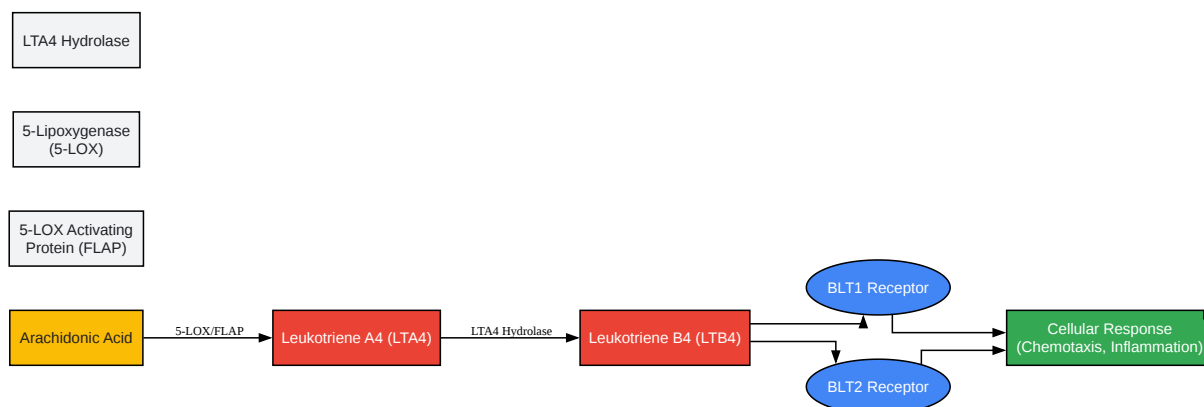 LTA4 Hydrolase
5-Lipoxygenase
(5-LOX)
5-LOX Activating
Protein (FLAP)
Arachidonic Acid
5-LOX/FLAP
Leukotriene A4 (LTA4)
LTA4 Hydrolase
Leukotriene B4 (LTB4)
BLT1 Receptor
BLT2 Receptor
Cellular Response
(Chemotaxis, Inflammation)